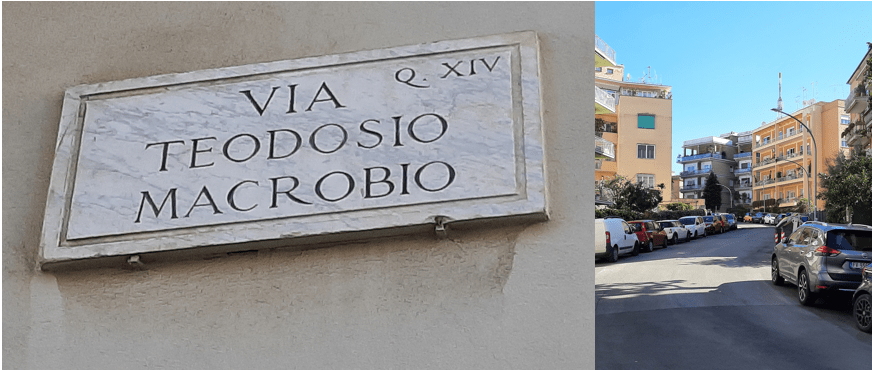 VIA Q. XIV
TEODOSIO
MACROBIO